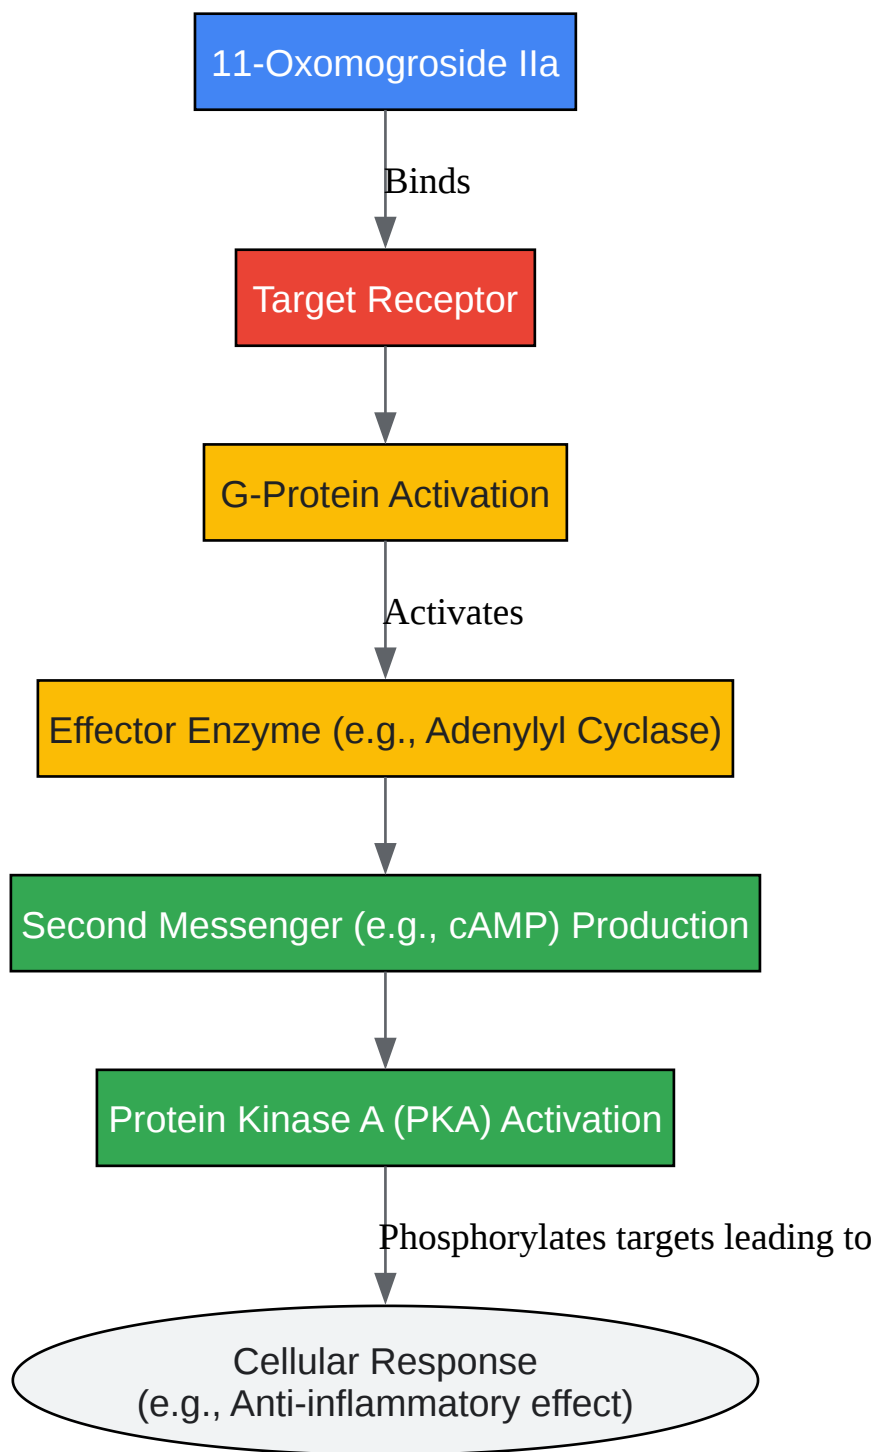 11-Oxomogroside IIa
Binds
Target Receptor
G-Protein Activation
Activates
Effector Enzyme (e.g., Adenylyl Cyclase)
Second Messenger (e.g., cAMP) Production
Protein Kinase A (PKA) Activation
Phosphorylates targets leading to
Cellular Response
(e.g., Anti-inflammatory effect)